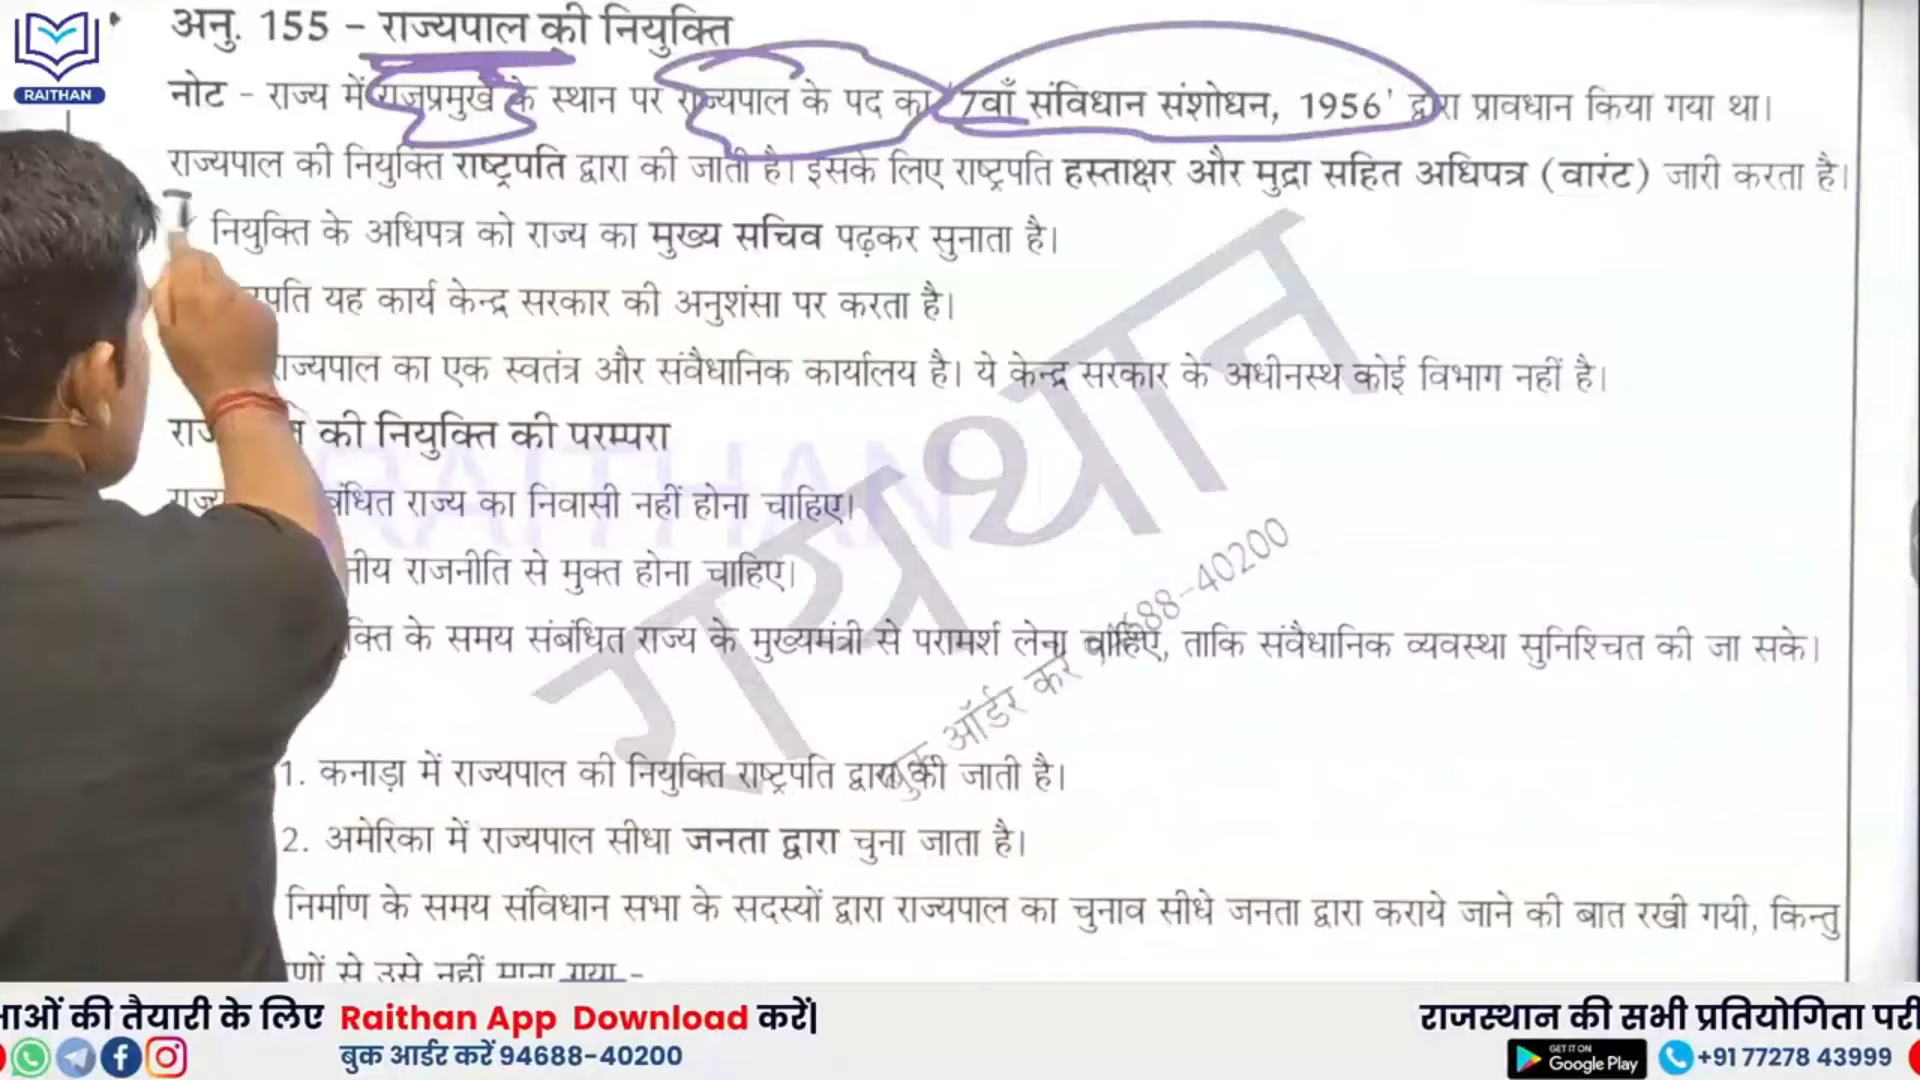 RAITHAN
अनु. 155 – राज्यपाल की नियुक्ति
नोट - राज्य में राजप्रमुख के स्थान पर राज्यपाल के पद का '7वाँ संविधान संशोधन, 1956' द्वारा प्रावधान किया गया था।
राज्यपाल की नियुक्ति राष्ट्रपति द्वारा की जाती है। इसके लिए राष्ट्रपति हस्ताक्षर और मुद्रा सहित अधिपत्र (वारंट) जारी करता है।
नियुक्ति के अधिपत्र को राज्य का मुख्य सचिव पढ़कर सुनाता है।
यह कार्य केन्द्र सरकार की अनुशंसा पर करता है।
राज्यपाल का एक स्वतंत्र और संवैधानिक कार्यालय है। ये केन्द्र सरकार के अधीनस्थ कोई विभाग नहीं है।
की नियुक्ति की परम्परा
राज्य का निवासी नहीं होना चाहिए।
राजनीति से मुक्त होना चाहिए।
के समय संबंधित राज्य के मुख्यमंत्री से परामर्श लेना चाहिए, ताकि संवैधानिक व्यवस्था सुनिश्चित की जा सके।
1. कनाड़ा में राज्यपाल की नियुक्ति राष्ट्रपति द्वारा की जाती है।
2. अमेरिका में राज्यपाल सीधा जनता द्वारा चुना जाता है।
निर्माण के समय संविधान सभा के सदस्यों द्वारा राज्यपाल का चुनाव सीधे जनता द्वारा कराये जाने की बात रखी गयी, किन्तु
से उसे नहीं माना गया -
RAITHAN
रायथान
बुक ऑर्डर करें 94688-40200
की तैयारी के लिए Raithan App Download करें|
बुक आर्डर करें 94688-40200
राजस्थान की सभी प्रतियोगिता
GET IT ON
Google Play
+91 77278 43999